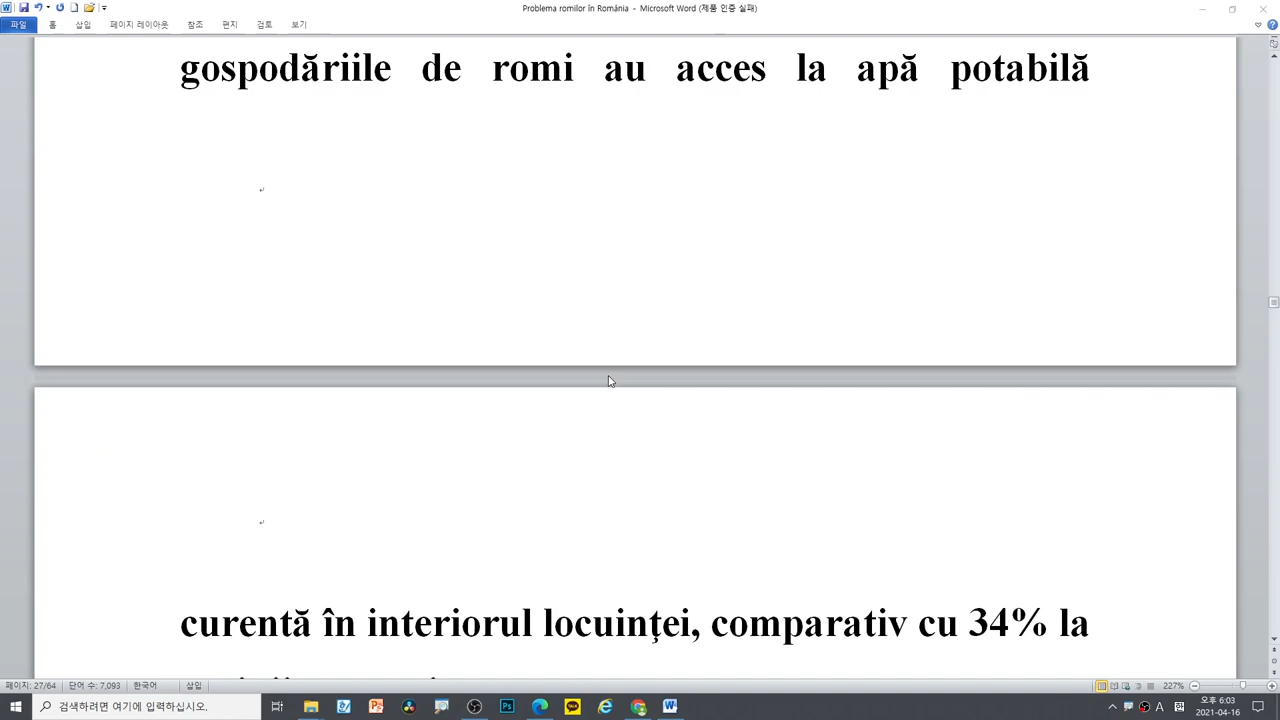 Problema romilor în România - Microsoft Word (제품 인증 실패)
파일 홈 삽입 페이지 레이아웃 참조 편지 검토 보기
gospodăriile de romi au acces la apă potabilă
curentă în interiorul locuinţei, comparativ cu 34% la
페이지: 27/64 단어 수: 7,093 한국어 삽입 227%
검색하려면 여기에 입력하십시오. 오후 6:03
2021-04-16